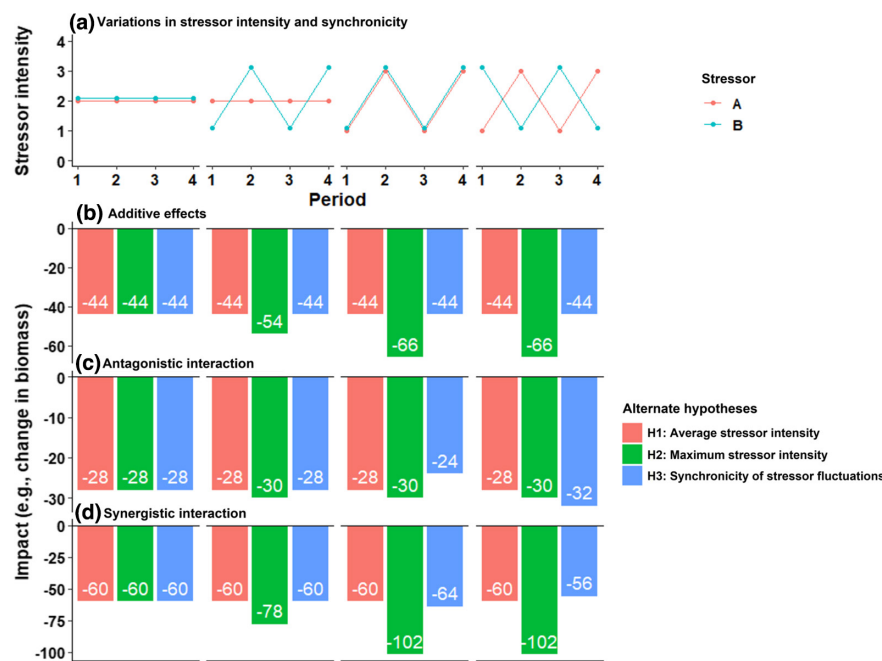 (a) Variations in stressor intensity and synchronicity
Stressor intensity
4
3
2
1
0
1 2 3 4 1 2 3 4 1 2 3 4 1 2 3 4
Period
Stressor
A
B
(b) Additive effects
Impact (e.g., change in biomass)
0
-20
-40
-60
-44 -44 -44 -44 -54 -44 -44 -66 -44 -44 -66 -44
(c) Antagonistic interaction
0
-10
-20
-30
-28 -28 -28 -28 -30 -28 -28 -30 -24 -28 -30 -32
Alternate hypotheses
H1: Average stressor intensity
H2: Maximum stressor intensity
H3: Synchronicity of stressor fluctuations
(d) Synergistic interaction
0
-25
-50
-75
-100
-60 -60 -60 -60 -78 -60 -60 -102 -64 -60 -102 -56